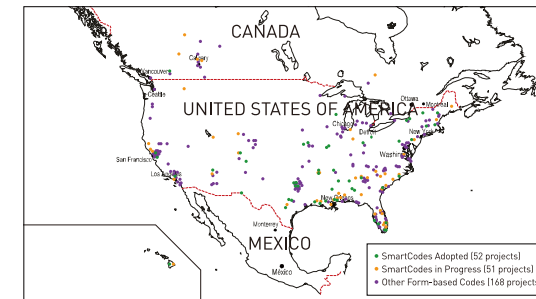 CANADA
Calgary
Vancouver
Seattle
UNITED STATES OF AMERICA
Ottawa
Montreal
Chicago
Detroit
New York
Washing
San Francisco
Los Angeles
New Orleans
Monterrey
MEXICO
México
SmartCodes Adopted (52 projects)
SmartCodes in Progress (51 projects)
Other Form-based Codes (168 projects